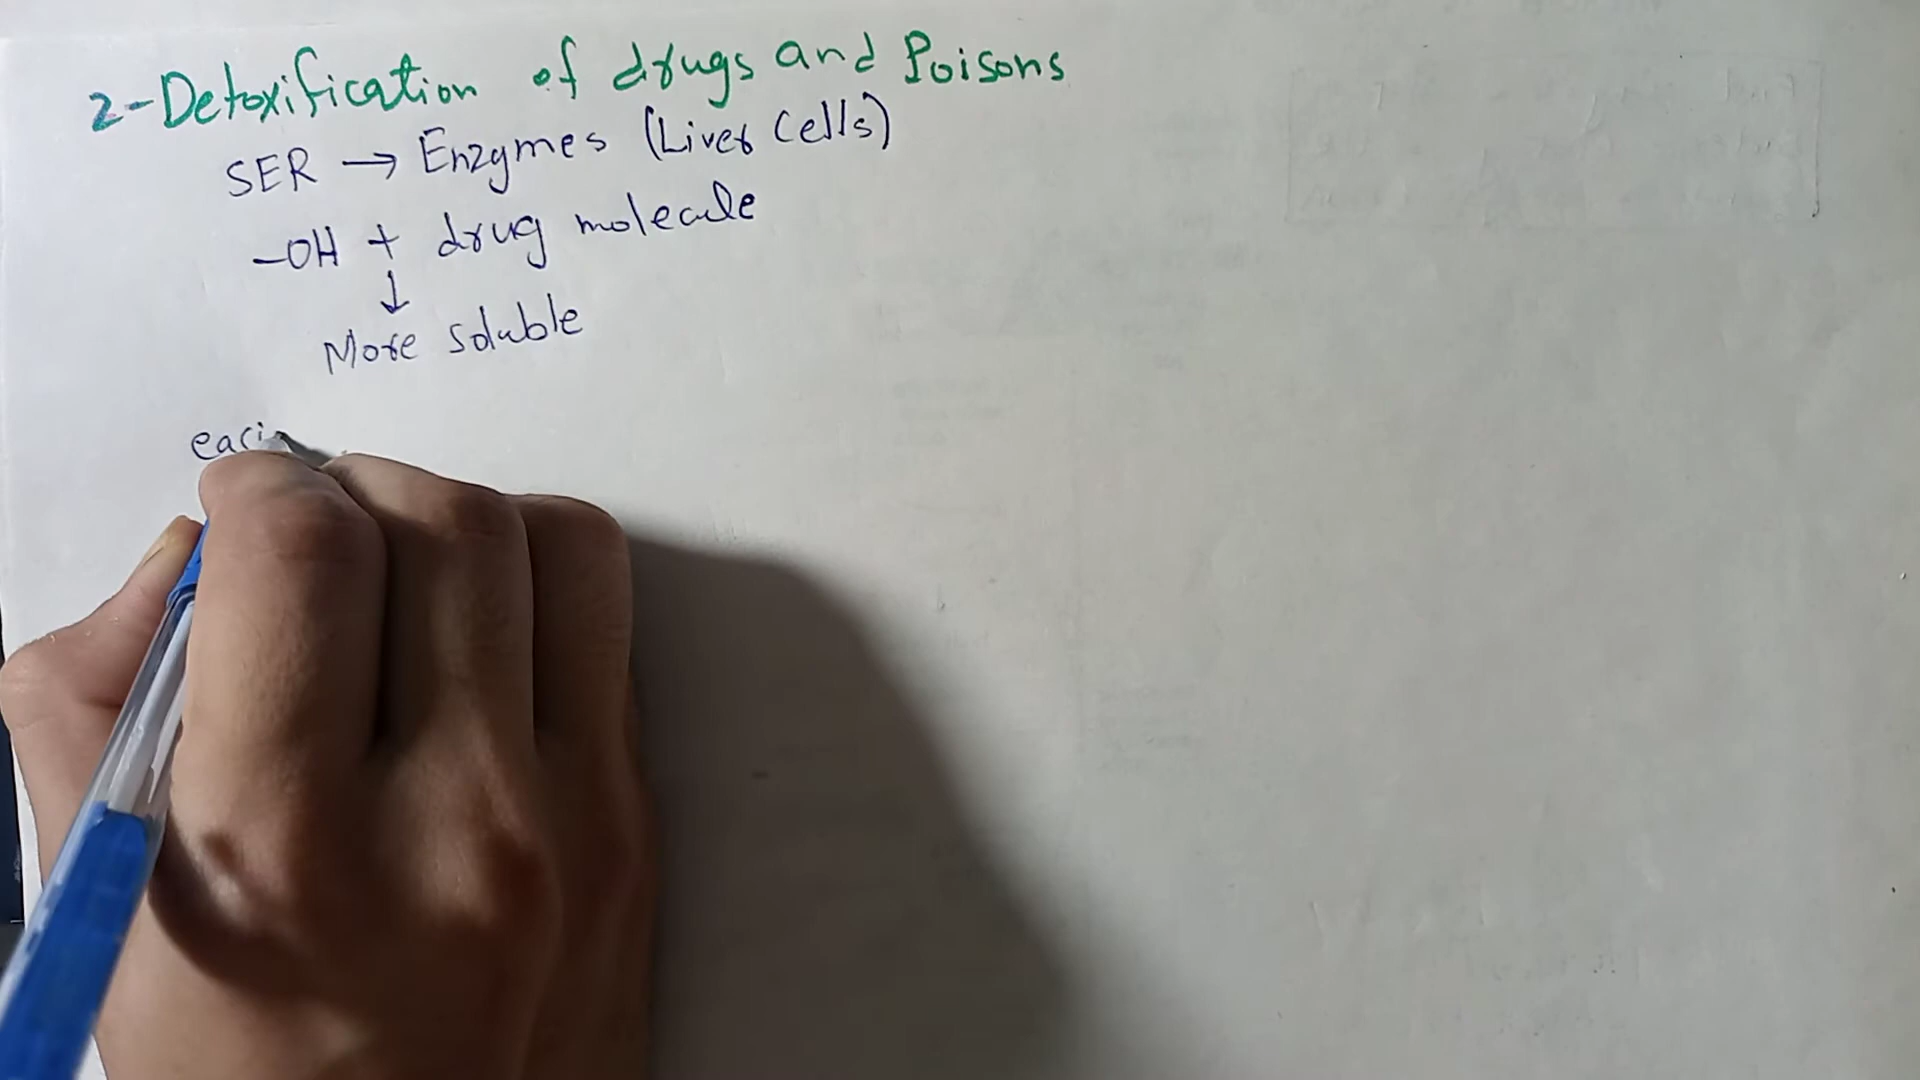 2-Detoxification of drugs and Poisons
SER → Enzymes (Liver Cells)
-OH + drug molecule
↓
More soluble